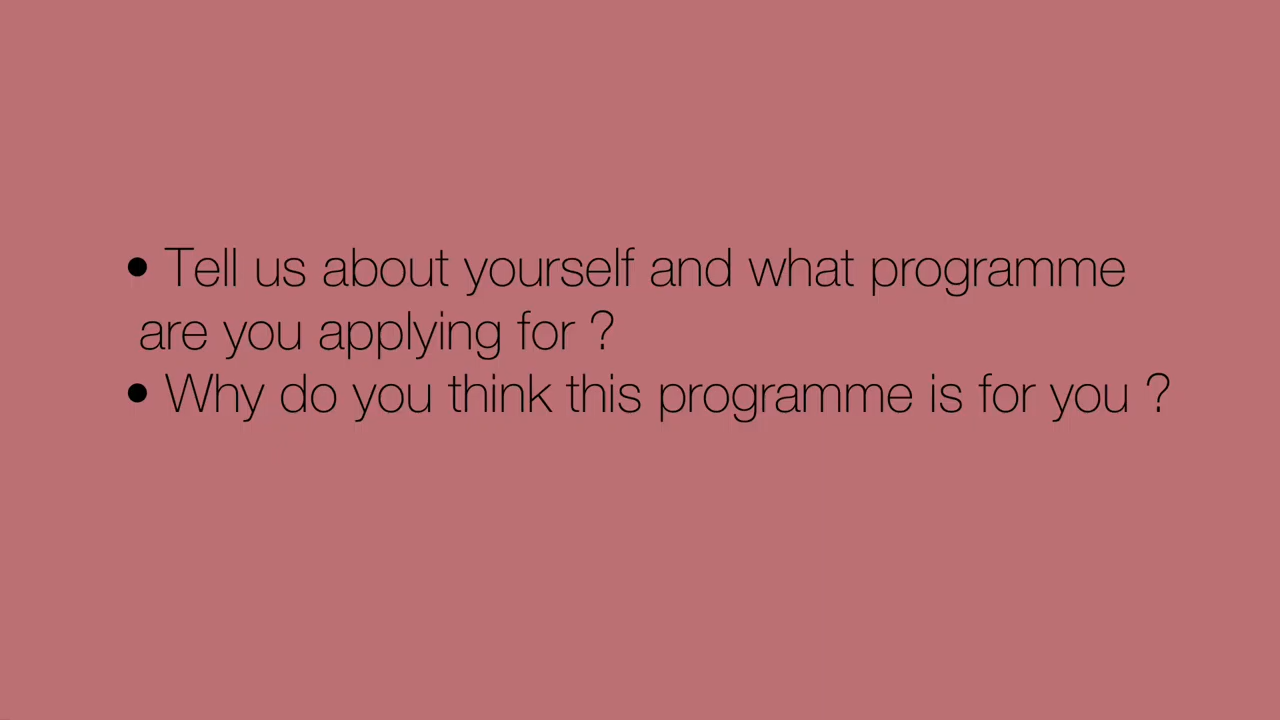 • Tell us about yourself and what programme
are you applying for ?
• Why do you think this programme is for you ?